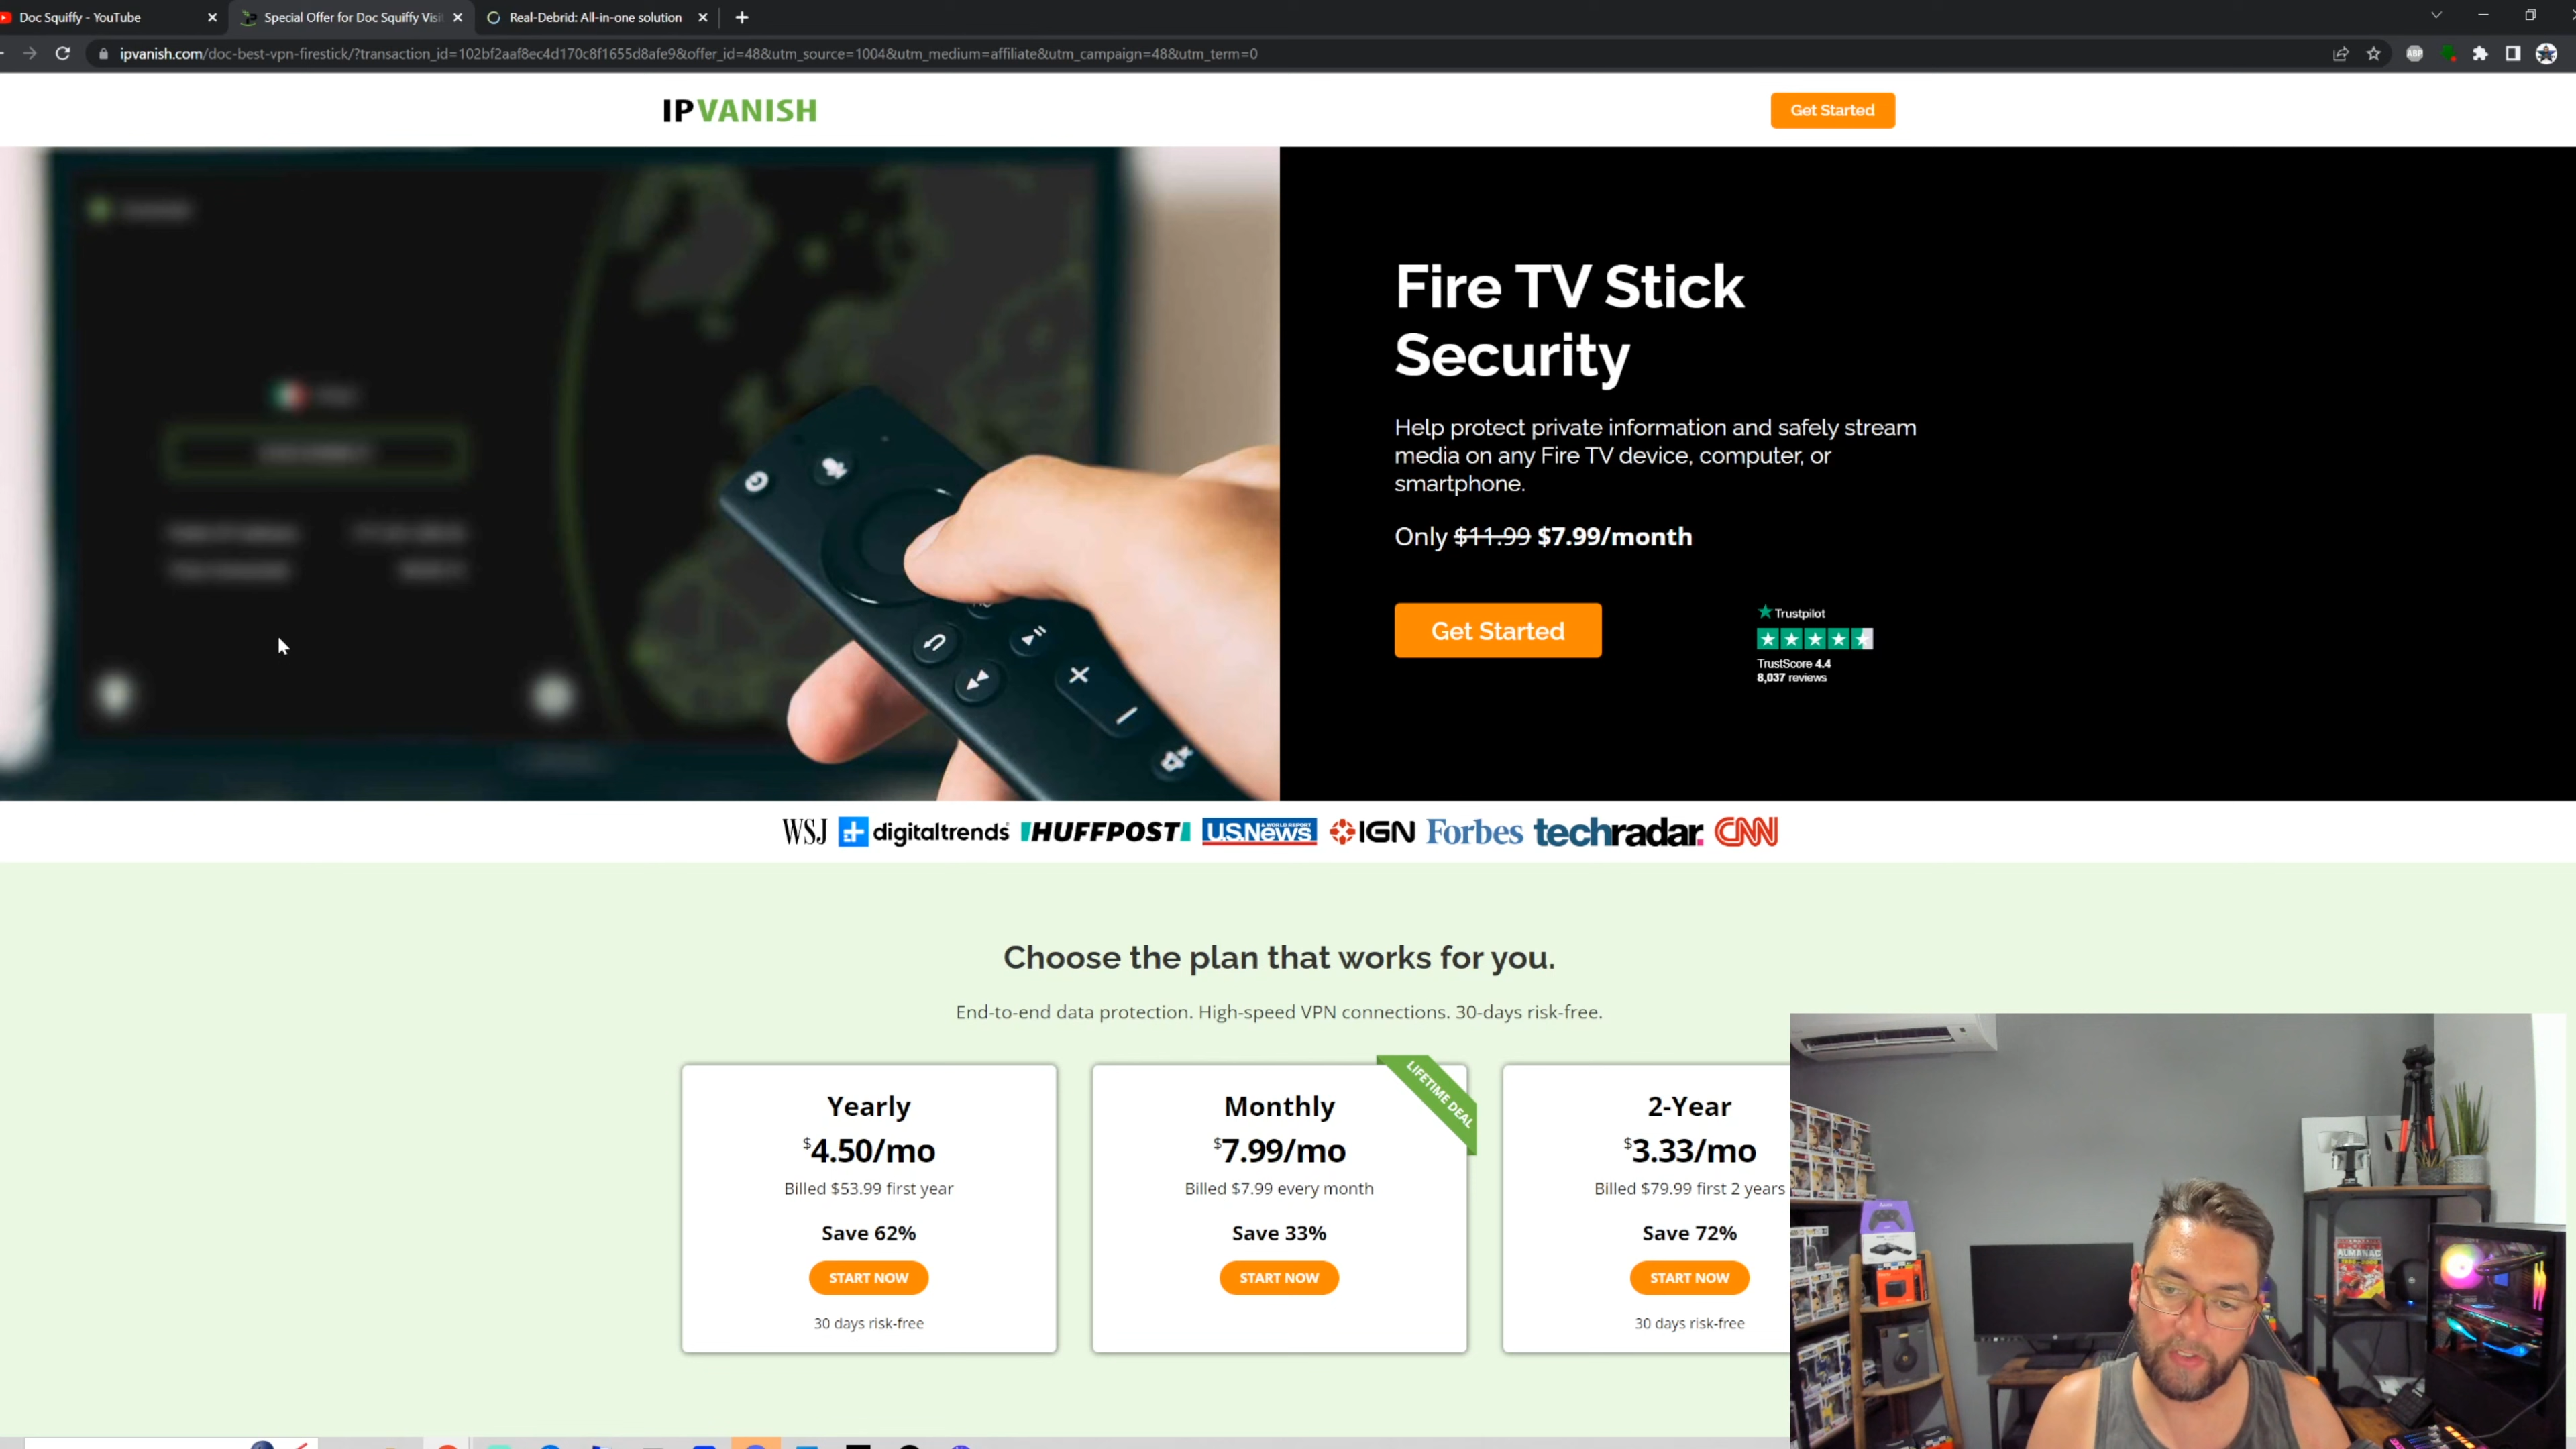 Doc Squiffy - YouTube
Special Offer for Doc Squiffy Visi
Real-Debrid: All-in-one solution
ipvanish.com/doc-best-vpn-firestick/?transaction_id=102bf2aaf8ec4d170c8f1655d8afe9&offer_id=48&utm_source=1004&utm_medium=affiliate&utm_campaign=48&utm_term=0
ABP
IPVANISH
Get Started
Fire TV Stick
Security
Help protect private information and safely stream
media on any Fire TV device, computer, or
smartphone.
Only $11.99 $7.99/month
Get Started
Trustpilot
TrustScore 4.4
8,037 reviews
WSJ digitaltrends HUFFPOST U.S.News & WORLD REPORT IGN Forbes techradar. CNN
Choose the plan that works for you.
End-to-end data protection. High-speed VPN connections. 30-days risk-free.
Yearly
$4.50/mo
Billed $53.99 first year
Save 62%
START NOW
30 days risk-free
LIFETIME DEAL
Monthly
$7.99/mo
Billed $7.99 every month
Save 33%
START NOW
2-Year
$3.33/mo
Billed $79.99 first 2 years
Save 72%
START NOW
30 days risk-free
ALMANAC